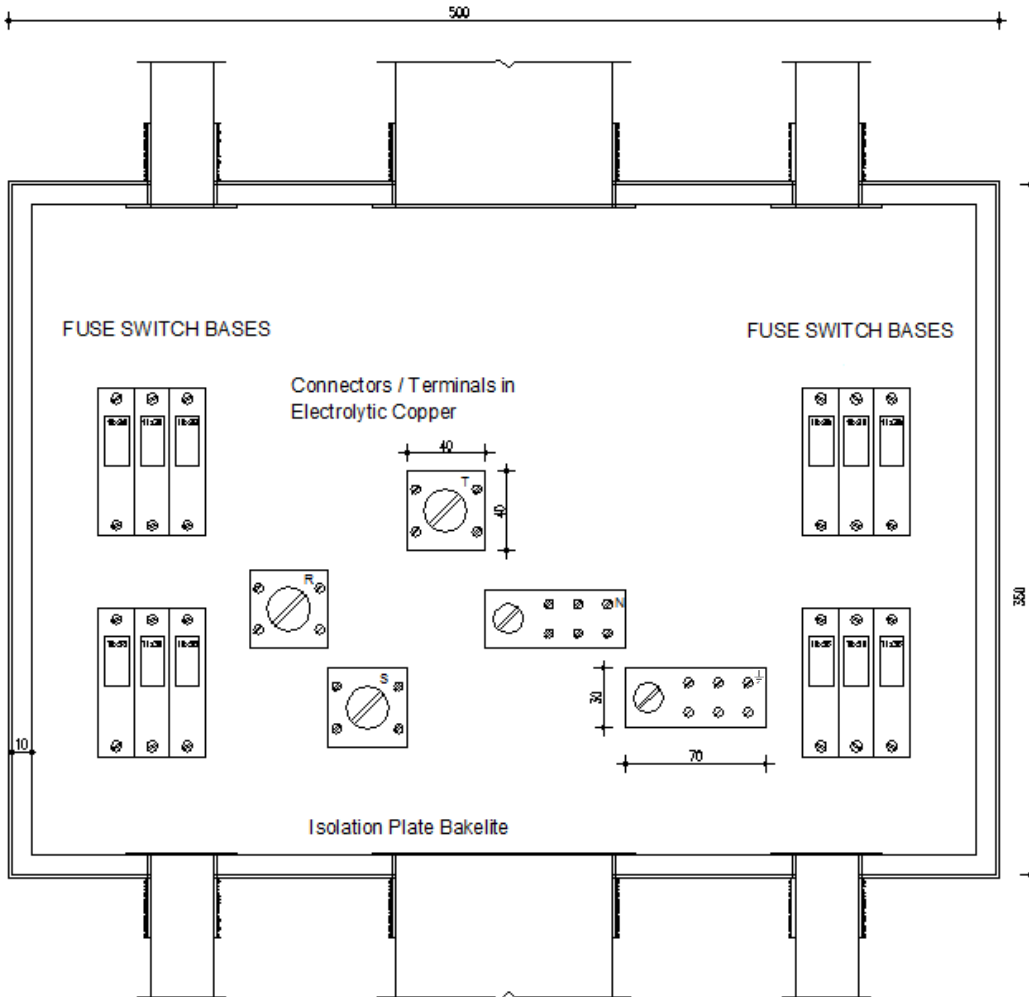 500
FUSE SWITCH BASES
FUSE SWITCH BASES
Connectors / Terminals in
Electrolytic Copper
40
T
40
R
N
350
S
30
10
70
Isolation Plate Bakelite